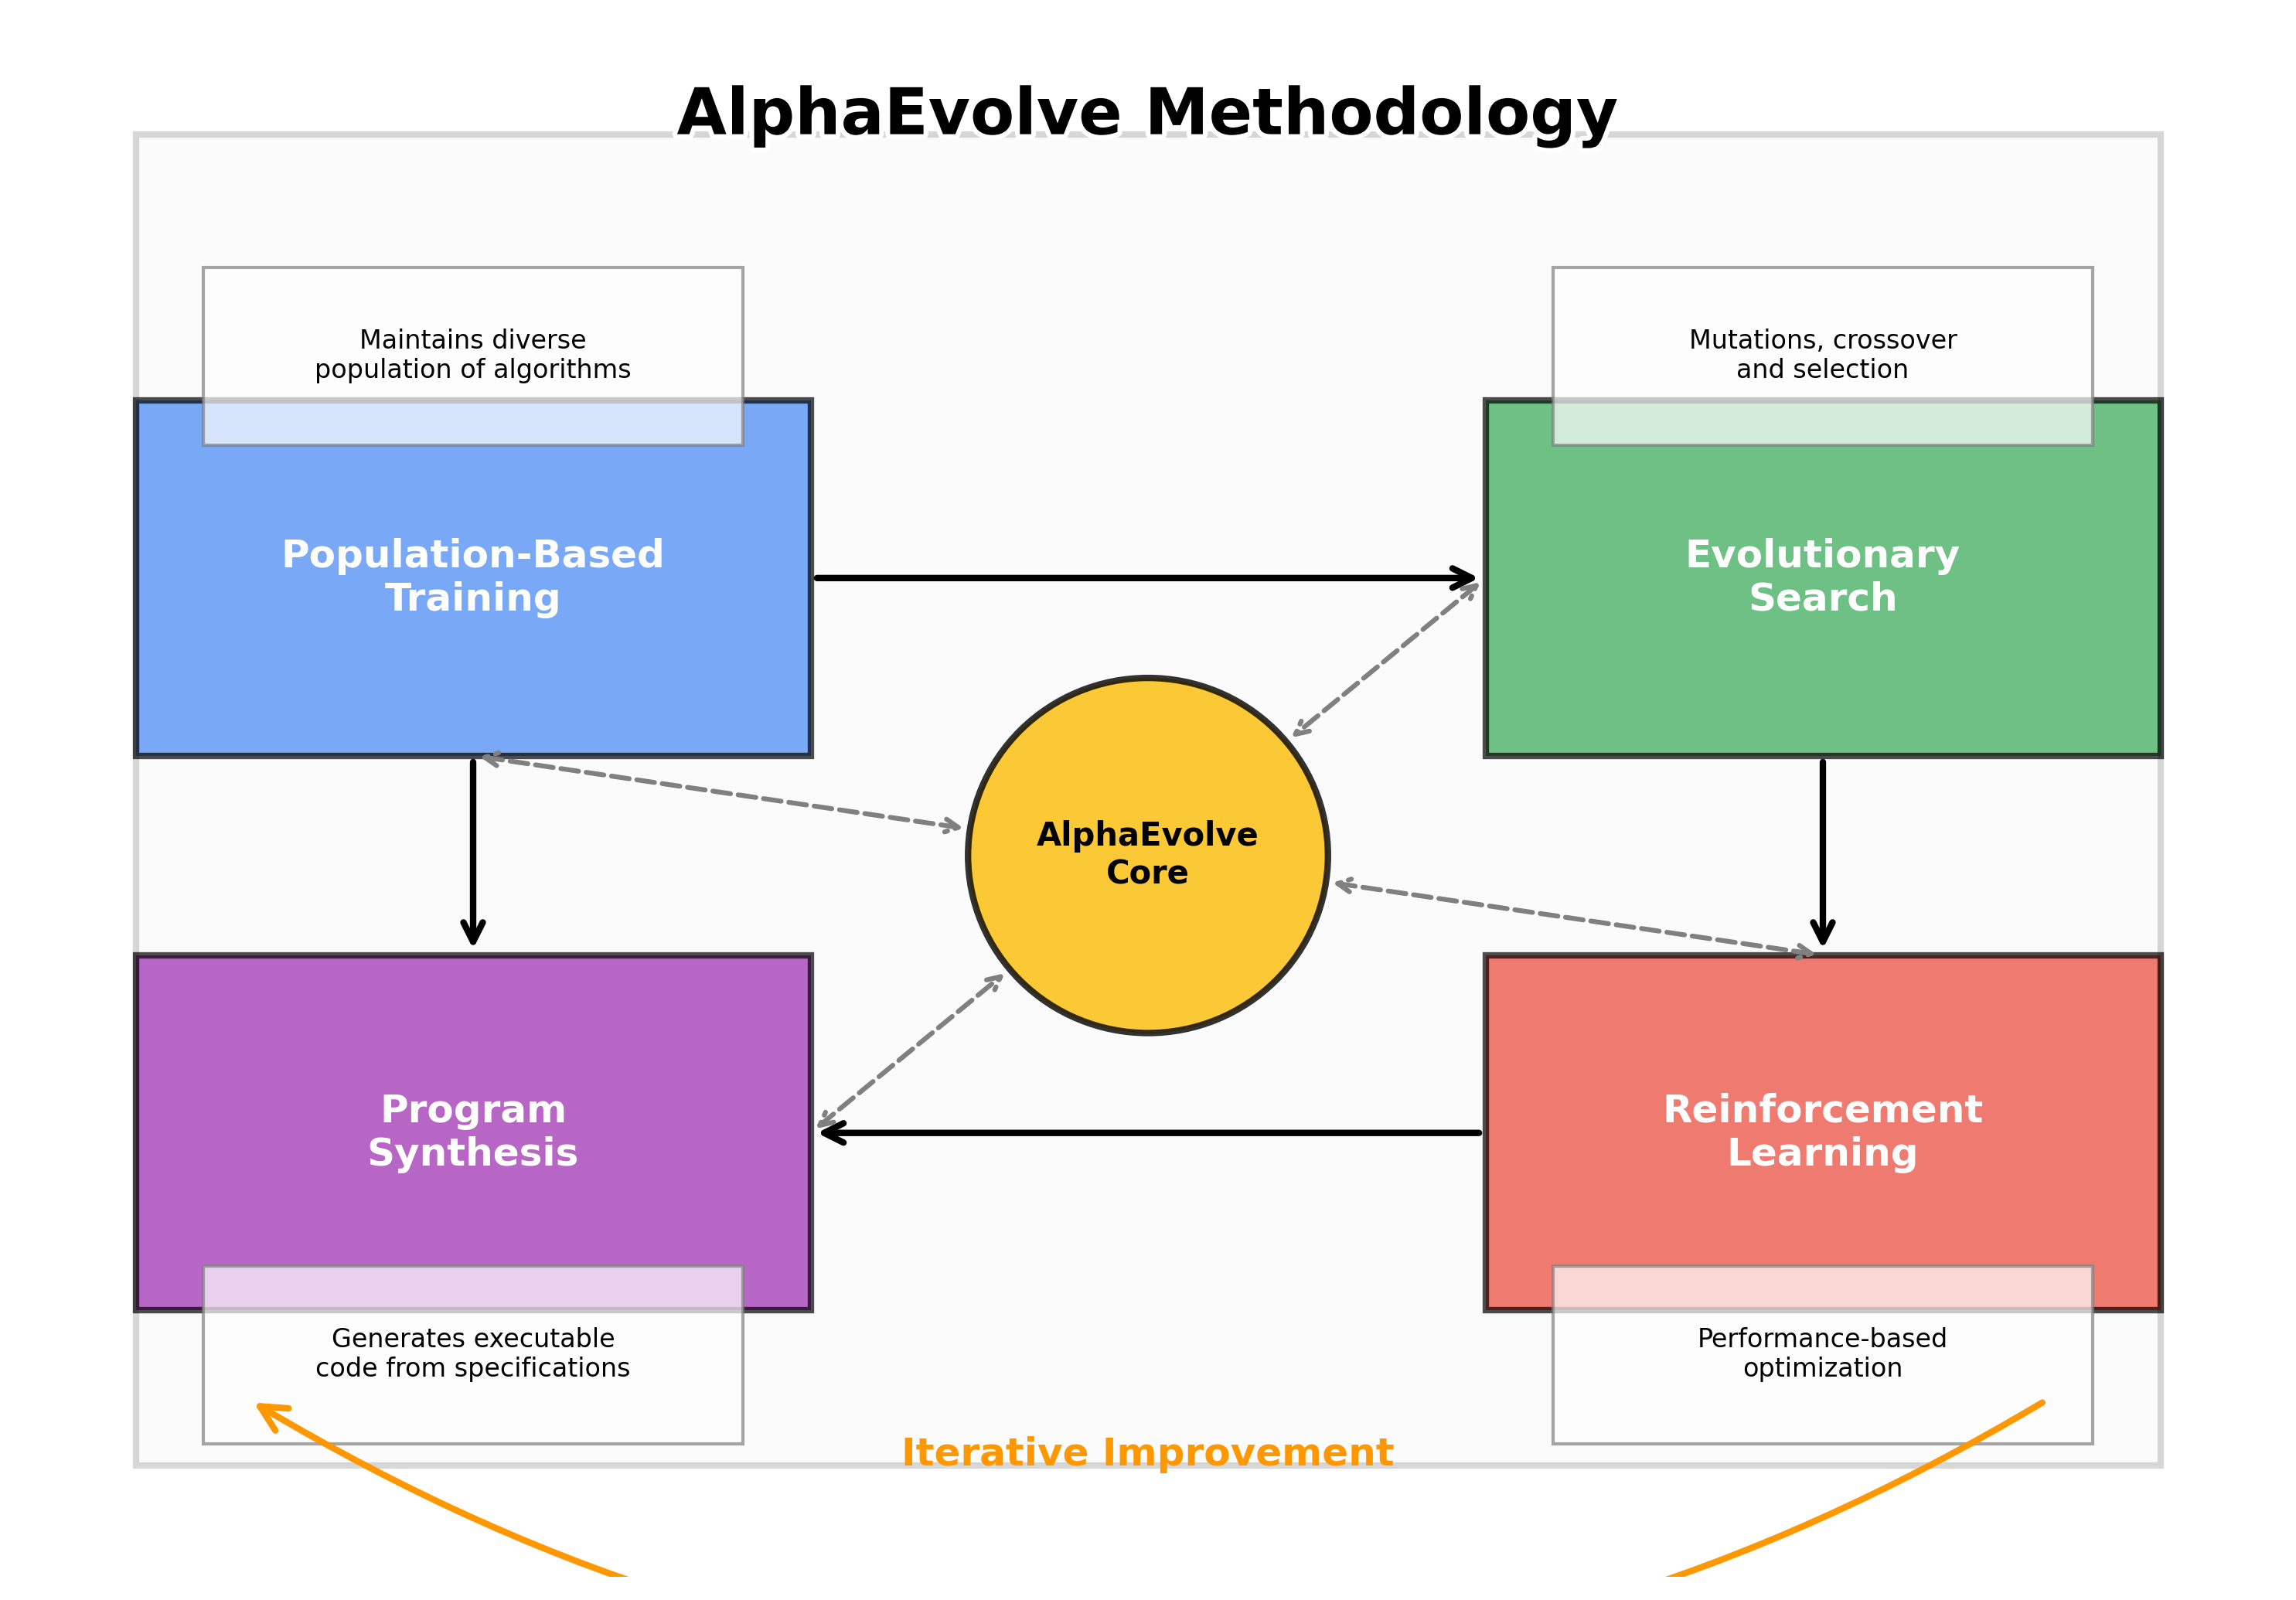 AlphaEvolve Methodology
Maintains diverse
population of algorithms
Mutations, crossover
and selection
Population-Based
Training
Evolutionary
Search
AlphaEvolve
Core
Program
Synthesis
Reinforcement
Learning
Generates executable
code from specifications
Performance-based
optimization
Iterative Improvement